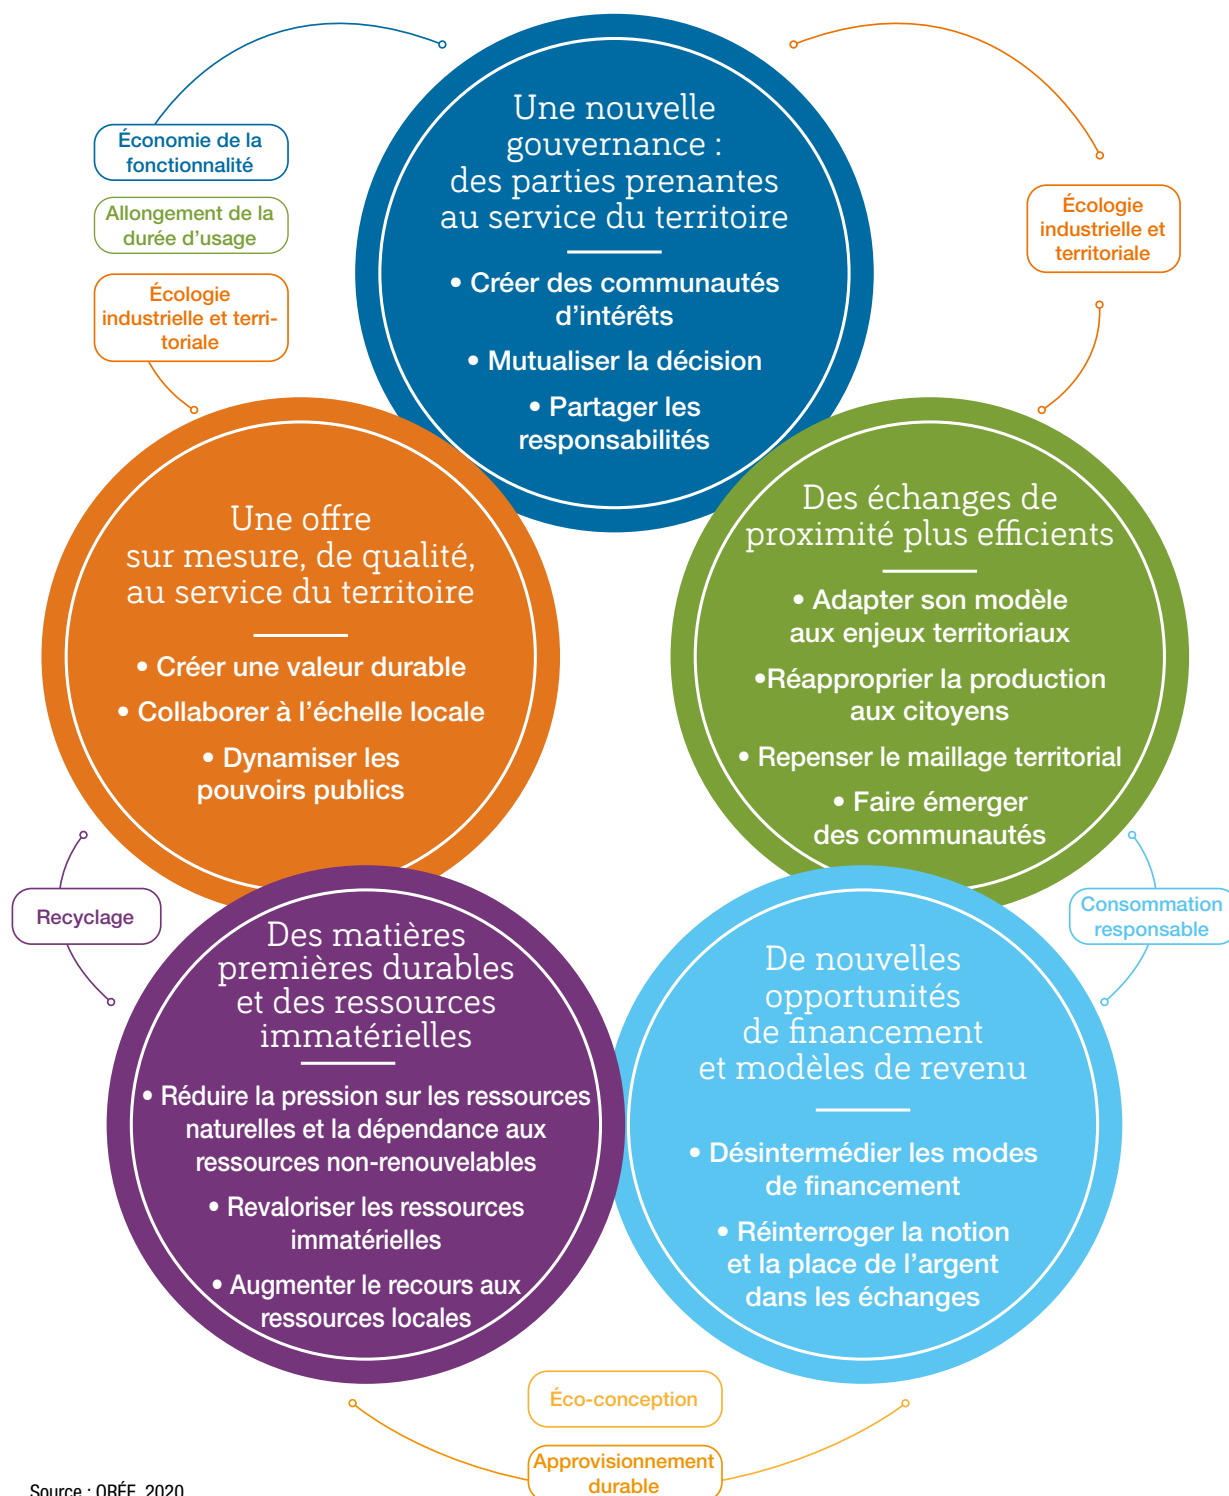 Une nouvelle
gouvernance :
des parties prenantes
au service du territoire
• Créer des communautés
d’intérêts
• Mutualiser la décision
• Partager les
responsabilités
Économie de la
fonctionnalité
Allongement de la
durée d’usage
Écologie
industrielle et terri-
toriale
Écologie
industrielle et
territoriale
Une offre
sur mesure, de qualité,
au service du territoire
• Créer une valeur durable
• Collaborer à l’échelle locale
• Dynamiser les
pouvoirs publics
Des échanges de
proximité plus efficients
• Adapter son modèle
aux enjeux territoriaux
•Réapproprier la production
aux citoyens
• Repenser le maillage territorial
• Faire émerger
des communautés
Recyclage
Consommation
responsable
Des matières
premières durables
et des ressources
immatérielles
• Réduire la pression sur les ressources
naturelles et la dépendance aux
ressources non-renouvelables
• Revaloriser les ressources
immatérielles
• Augmenter le recours aux
ressources locales
De nouvelles
opportunités
de financement
et modèles de revenu
• Désintermédier les modes
de financement
• Réinterroger la notion
et la place de l’argent
dans les échanges
Éco-conception
Approvisionnement
durable
Source : ORÉE, 2020